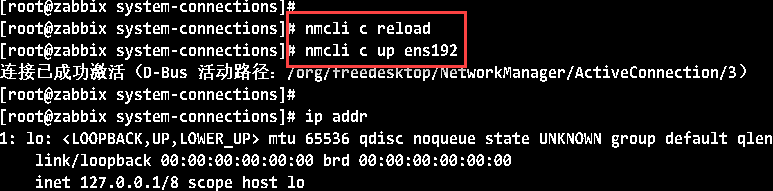 [root@zabbix system-connections]#
[root@zabbix system-connections]# nmcli c reload
[root@zabbix system-connections]# nmcli c up ens192
连接已成功激活（D-Bus 活动路径：/org/freedesktop/NetworkManager/ActiveConnection/3）
[root@zabbix system-connections]#
[root@zabbix system-connections]# ip addr
1: lo: <LOOPBACK,UP,LOWER_UP> mtu 65536 qdisc noqueue state UNKNOWN group default qlen
link/loopback 00:00:00:00:00:00 brd 00:00:00:00:00:00
inet 127.0.0.1/8 scope host lo